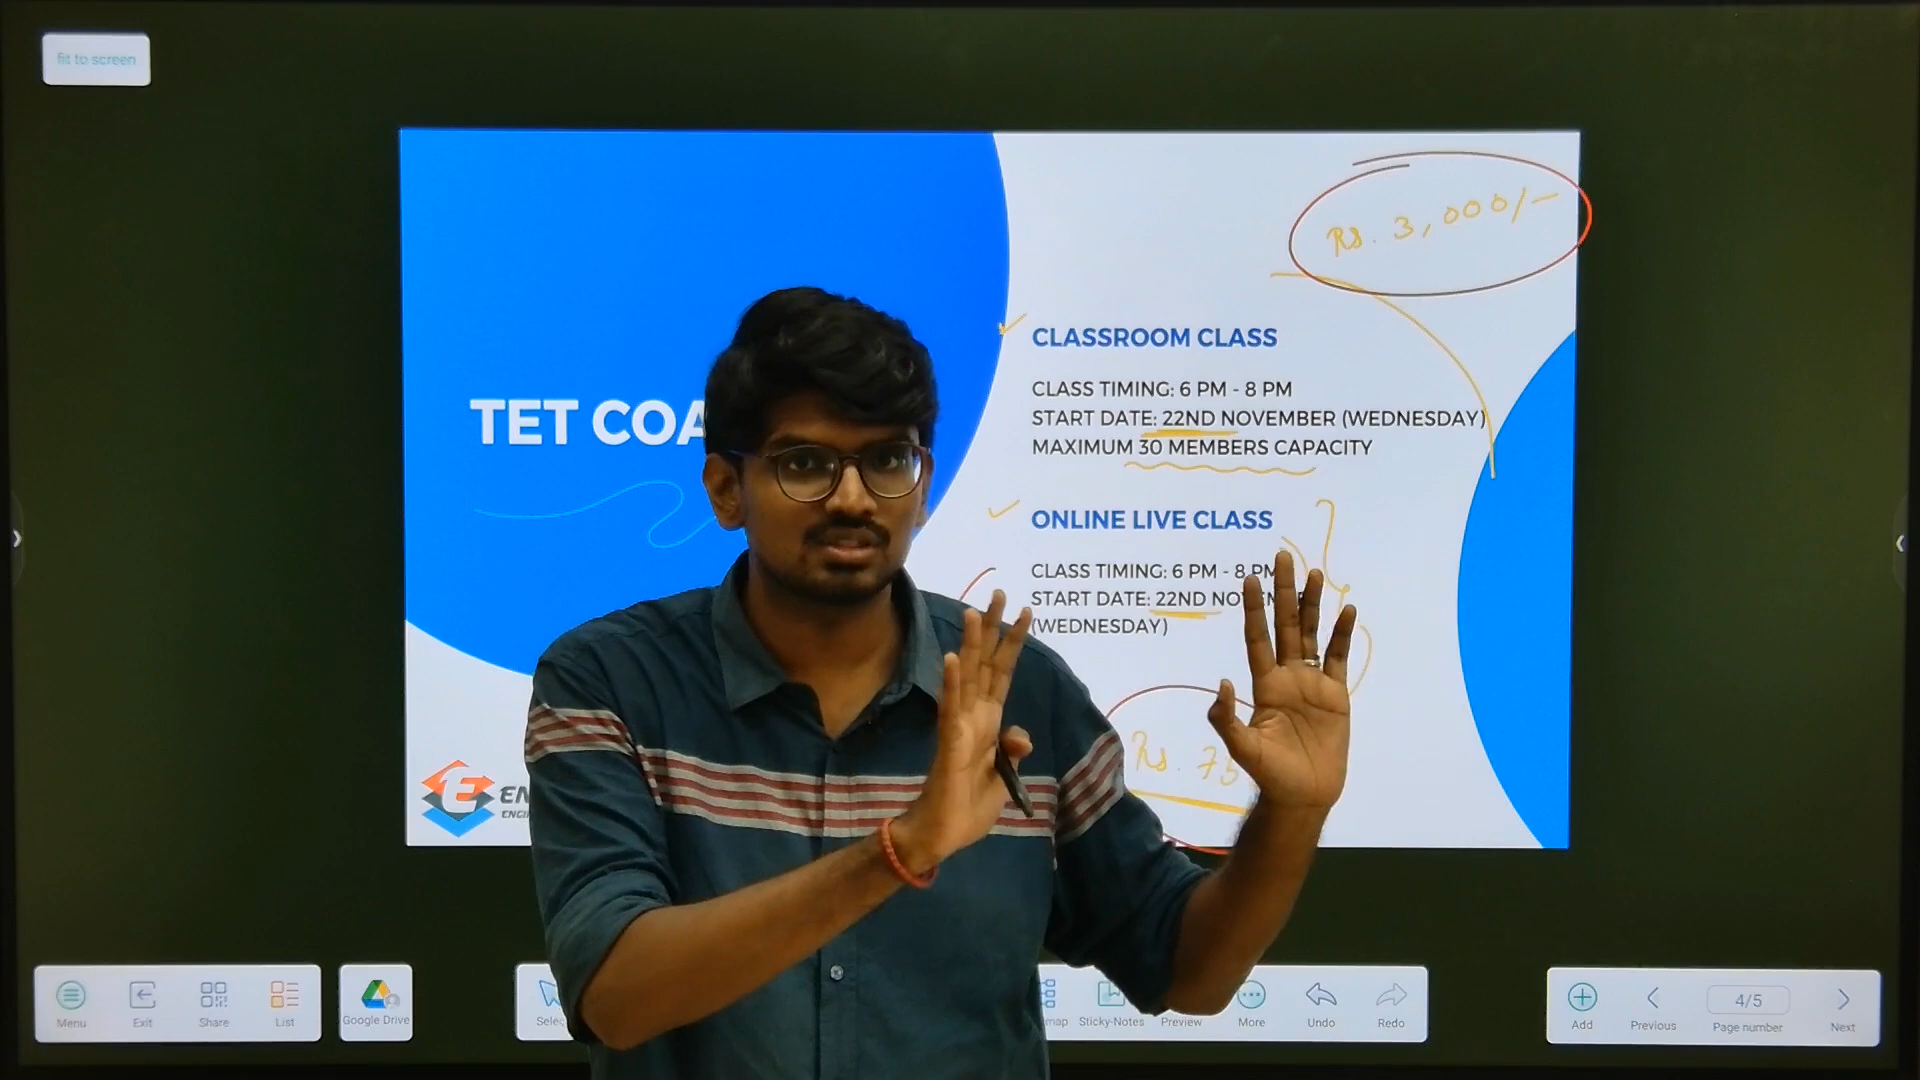 fit to screen
Rs. 3,000/-
TET
CLASSROOM CLASS
CLASS TIMING: 6 PM - 8 PM
START DATE: 22ND NOVEMBER (WEDNESDAY)
MAXIMUM 30 MEMBERS CAPACITY
ONLINE LIVE CLASS
CLASS TIMING: 6 PM - 8 PM
START DATE: 22ND
(WEDNESDAY)
Rs.
E
Menu
Exit
Share
List
Google Drive
Sticky-Notes
Preview
More
Undo
Redo
Add
Previous
4/5
Page number
Next